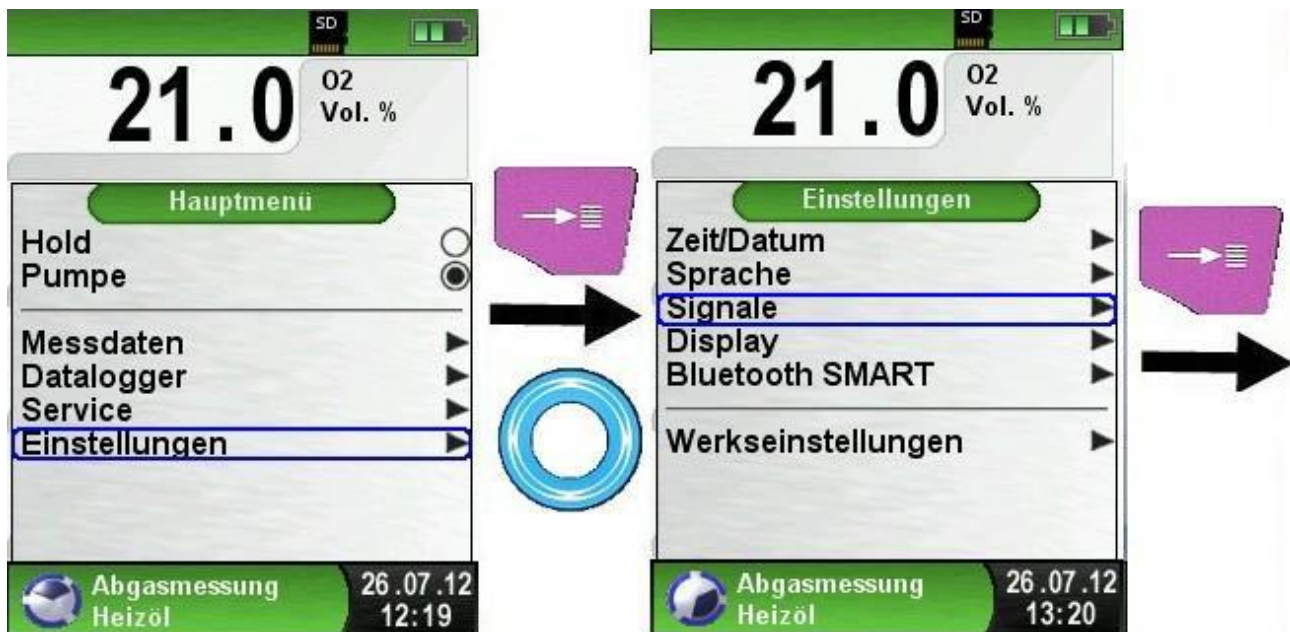 SD
21.0
O2
Vol. %
Hauptmenü
Hold
Pumpe
Messdaten
Datalogger
Service
Einstellungen
Abgasmessung
Heizöl
26.07.12
12:19
SD
21.0
O2
Vol. %
Einstellungen
Zeit/Datum
Sprache
Signale
Display
Bluetooth SMART
Werkseinstellungen
Abgasmessung
Heizöl
26.07.12
13:20